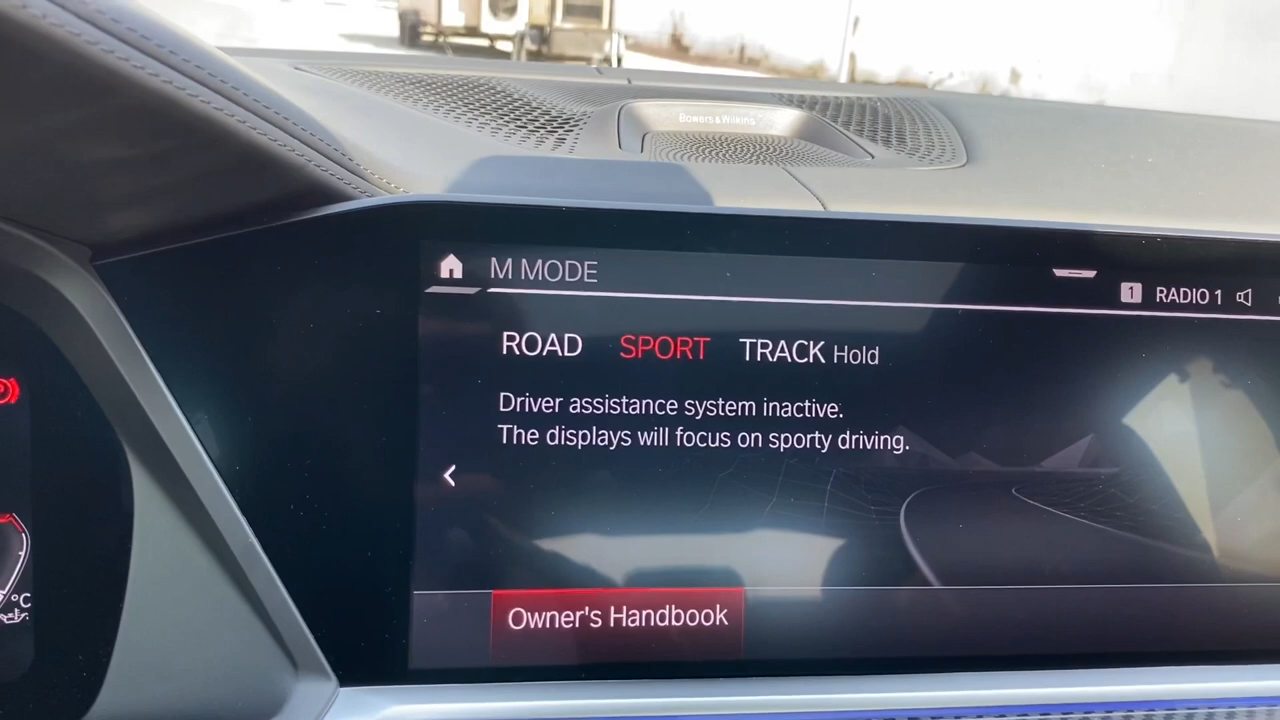 Bowers & Wilkins
M MODE
1 RADIO 1
ROAD SPORT TRACK Hold
Driver assistance system inactive.
The displays will focus on sporty driving.
°C
Owner's Handbook